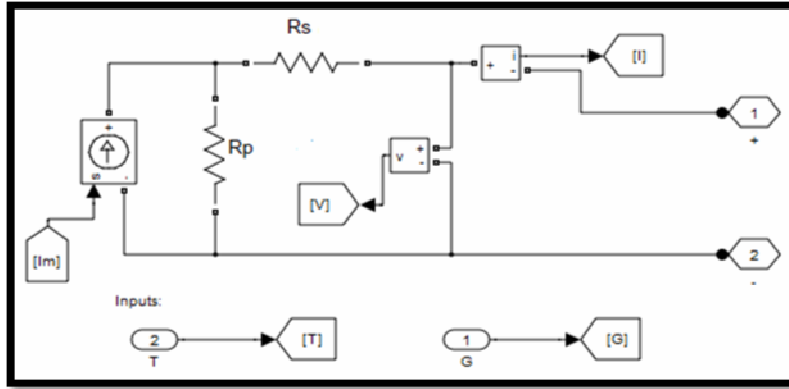 Rs
+
i
-
[I]
1
+
+
s
-
Rp
v
+
-
[V]
[Im]
2
-
Inputs:
2
T
[T]
1
G
[G]